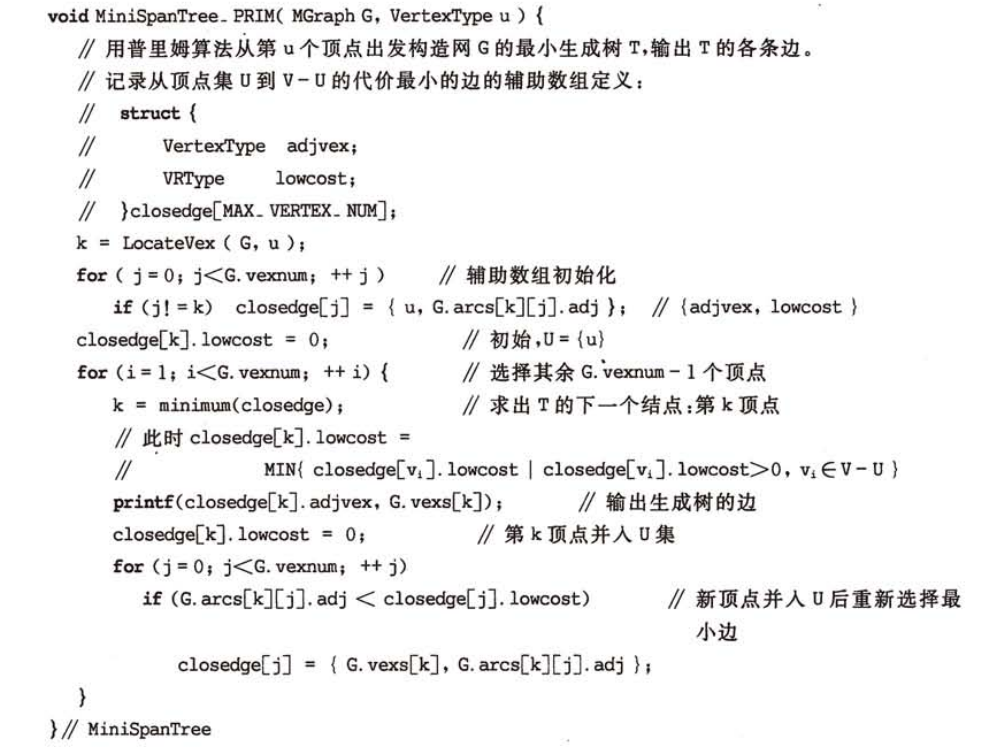 void MiniSpanTree_PRIM( MGraph G, VertexType u ) {
// 用普里姆算法从第 u 个顶点出发构造网 G 的最小生成树 T,输出 T 的各条边。
// 记录从顶点集 U 到 V-U 的代价最小的边的辅助数组定义:
// struct {
// VertexType adjvex;
// VRType lowcost;
// }closedge[MAX_VERTEX_NUM];
k = LocateVex ( G, u );
for ( j=0; j<G.vexnum; ++j ) // 辅助数组初始化
if (j!=k) closedge[j] = { u, G.arcs[k][j].adj }; // {adjvex, lowcost }
closedge[k].lowcost = 0; // 初始,U={u}
for (i=1; i<G.vexnum; ++i) { // 选择其余 G.vexnum-1 个顶点
k = minimum(closedge); // 求出 T 的下一个结点:第 k 顶点
// 此时 closedge[k].lowcost =
// MIN{ closedge[vᵢ].lowcost | closedge[vᵢ].lowcost>0, vᵢ∈V-U }
printf(closedge[k].adjvex, G.vexs[k]); // 输出生成树的边
closedge[k].lowcost = 0; // 第 k 顶点并入 U 集
for (j=0; j<G.vexnum; ++j)
if (G.arcs[k][j].adj < closedge[j].lowcost) // 新顶点并入 U 后重新选择最
小边
closedge[j] = { G.vexs[k], G.arcs[k][j].adj };
}
}// MiniSpanTree